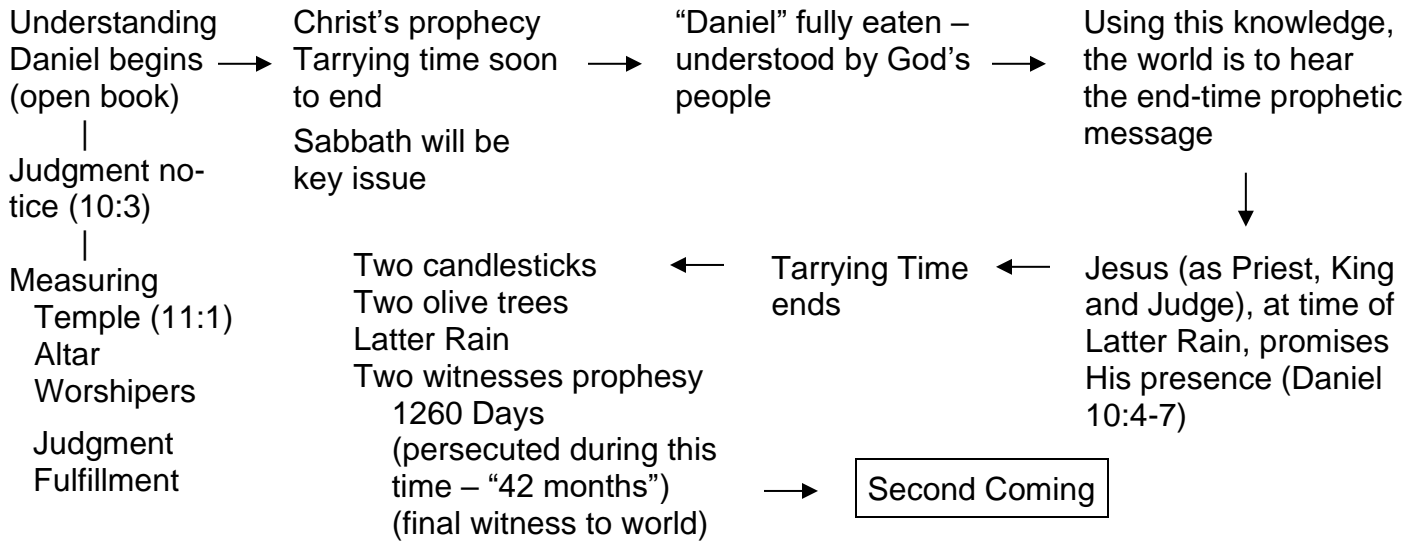 Understanding
Daniel begins
(open book)
Judgment no-
tice (10:3)
Measuring
Temple (11:1)
Altar
Worshipers
Judgment
Fulfillment
Christ’s prophecy
Tarrying time soon
to end
Sabbath will be
key issue
“Daniel” fully eaten –
understood by God’s
people
Using this knowledge,
the world is to hear
the end-time prophetic
message
Jesus (as Priest, King
and Judge), at time of
Latter Rain, promises
His presence (Daniel
10:4-7)
Tarrying Time
ends
Two candlesticks
Two olive trees
Latter Rain
Two witnesses prophesy
1260 Days
(persecuted during this
time – “42 months”)
(final witness to world)
Second Coming